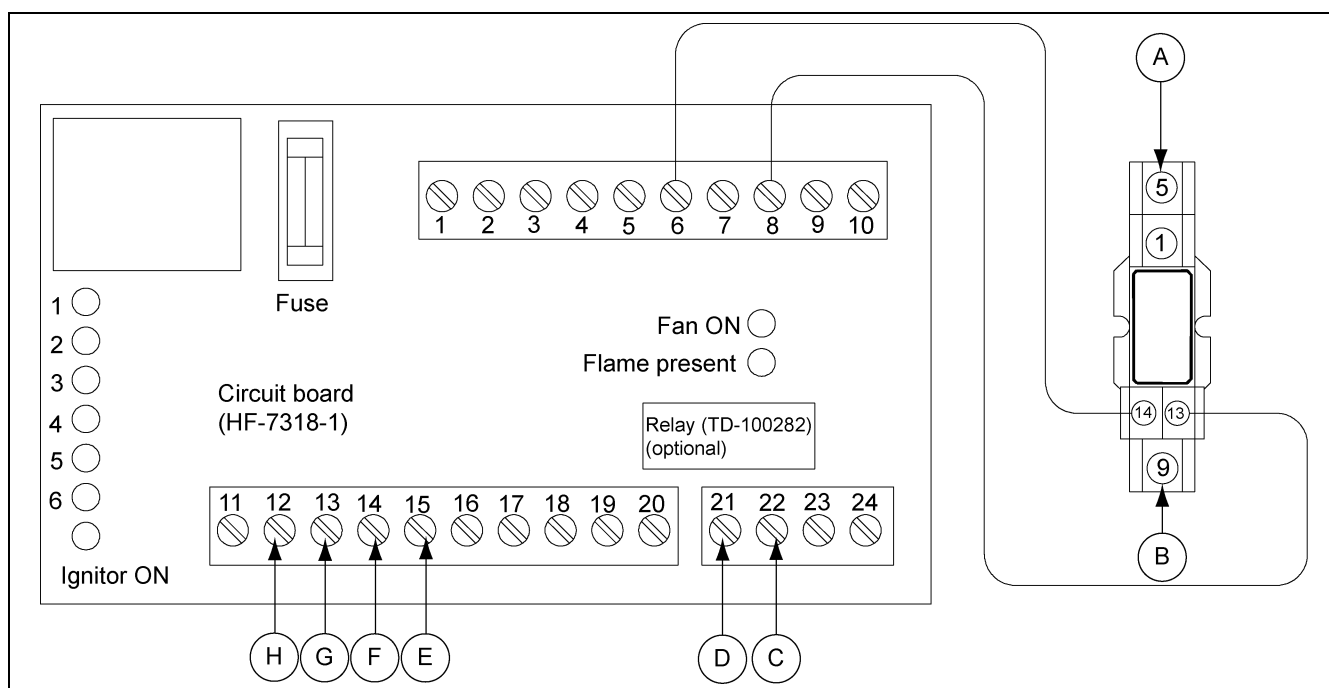 A
5
1
14 13
9
B
1 2 3 4 5 6 7 8 9 10
Fuse
1
2
3
4
5
6
Ignitor ON
Fan ON
Flame present
Circuit board
(HF-7318-1)
Relay (TD-100282)
(optional)
11 12 13 14 15 16 17 18 19 20
21 22 23 24
H G F E D C